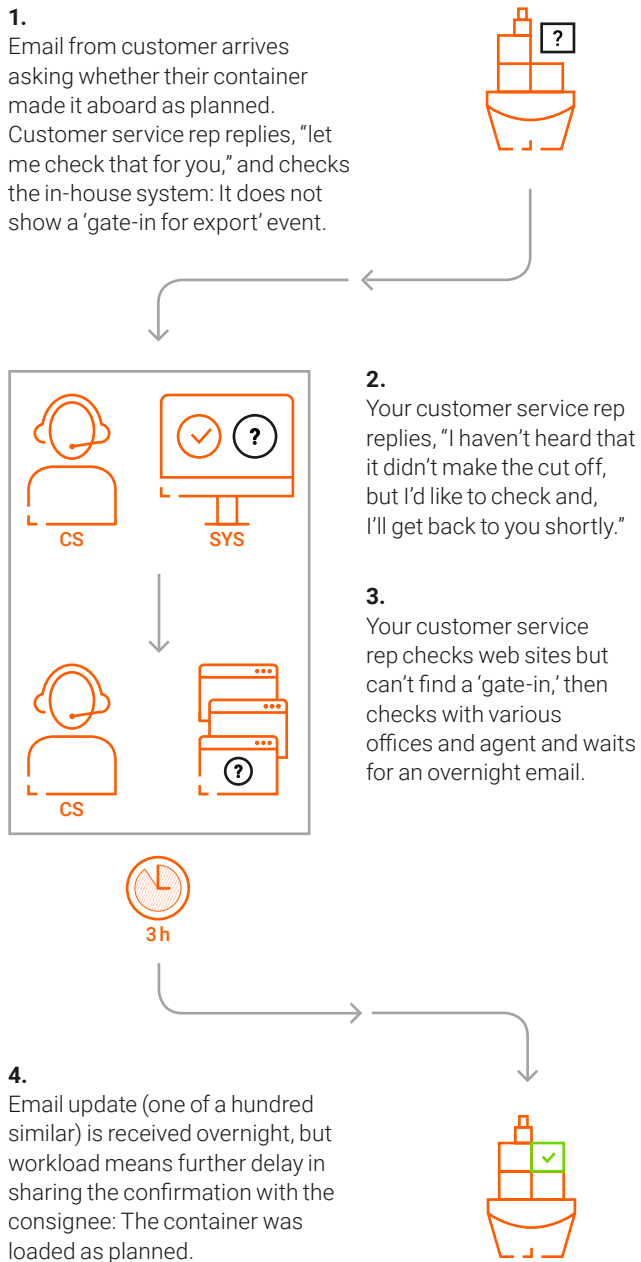 1.
Email from customer arrives
asking whether their container
made it aboard as planned.
Customer service rep replies, “let
me check that for you,” and checks
the in-house system: It does not
show a ‘gate-in for export’ event.
?
?
CS
SYS
2.
Your customer service rep
replies, “I haven’t heard that
it didn’t make the cut off,
but I’d like to check and,
I’ll get back to you shortly.”
3.
Your customer service
rep checks web sites but
can’t find a ‘gate-in,’ then
checks with various
offices and agent and waits
for an overnight email.
?
CS
3 h
4.
Email update (one of a hundred
similar) is received overnight, but
workload means further delay in
sharing the confirmation with the
consignee: The container was
loaded as planned.